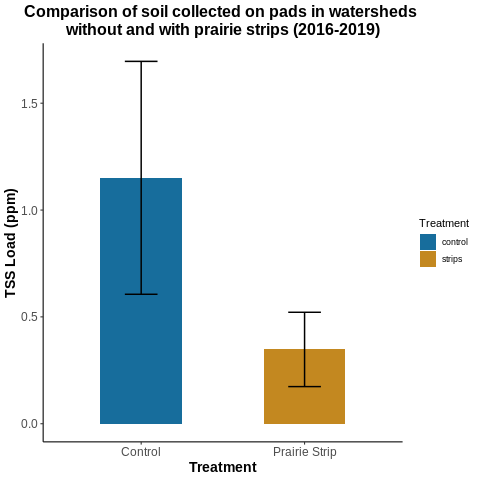 Comparison of soil collected on pads in watersheds
without and with prairie strips (2016-2019)
TSS Load (ppm)
1.5
1.0
0.5
0.0
Control
Prairie Strip
Treatment
Treatment
control
strips